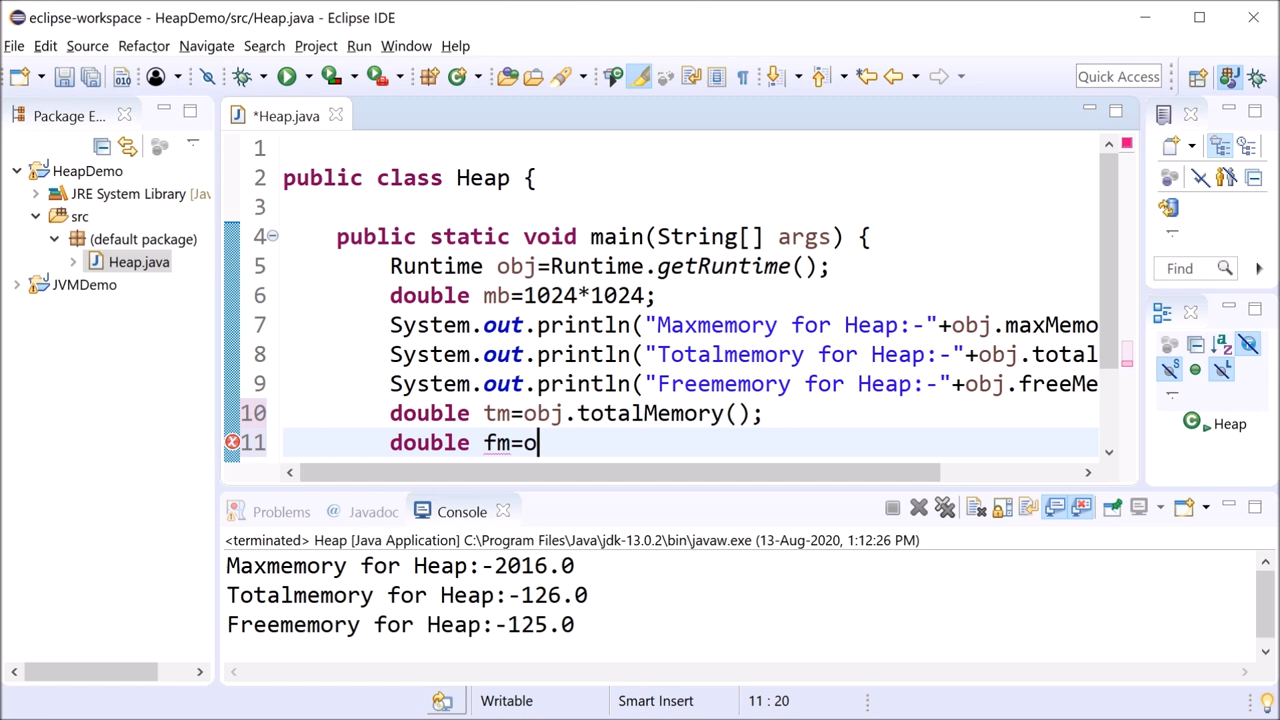 eclipse-workspace - HeapDemo/src/Heap.java - Eclipse IDE
File Edit Source Refactor Navigate Search Project Run Window Help
Quick Access
Package E...
*Heap.java
HeapDemo
JRE System Library [Jav
src
(default package)
Heap.java
JVMDemo
1
2 public class Heap {
3
4 public static void main(String[] args) {
5 Runtime obj=Runtime.getRuntime();
6 double mb=1024*1024;
7 System.out.println("Maxmemory for Heap:-"+obj.maxMemo
8 System.out.println("Totalmemory for Heap:-"+obj.total
9 System.out.println("Freememory for Heap:-"+obj.freeMe
10 double tm=obj.totalMemory();
11 double fm=o
Find
Heap
Problems @ oc Console
<terminated> Heap [Java Application] C:\Program Files\Java\jdk-13.0.2\bin\javaw.exe (13-Aug-2020, 1:12:26 PM)
Maxmemory for Heap:-2016.0
Totalmemory for Heap:-126.0
Freememory for Heap:-125.0
Writable Smart Insert 11 : 20